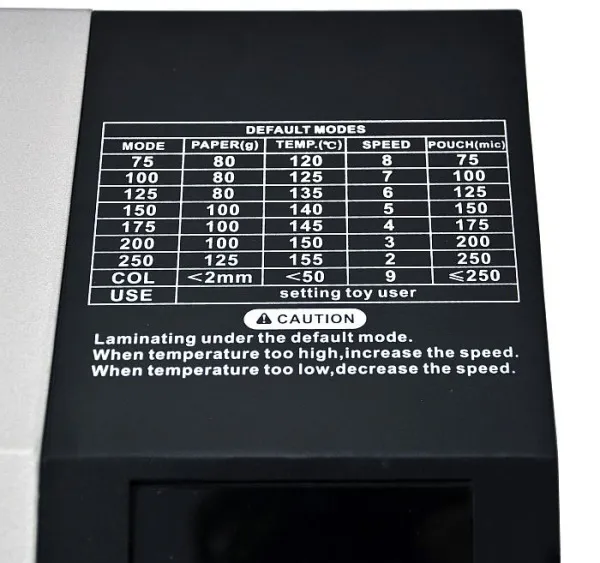 DEFAULT MODES
MODE PAPER(g) TEMP.(℃) SPEED POUCH(mic)
75 80 120 8 75
100 80 125 7 100
125 80 135 6 125
150 100 140 5 150
175 100 145 4 175
200 100 150 3 200
250 125 155 2 250
COL <2mm <50 9 ≤250
USE setting toy user
CAUTION
Laminating under the default mode.
When temperature too high,increase the speed.
When temperature too low,decrease the speed.